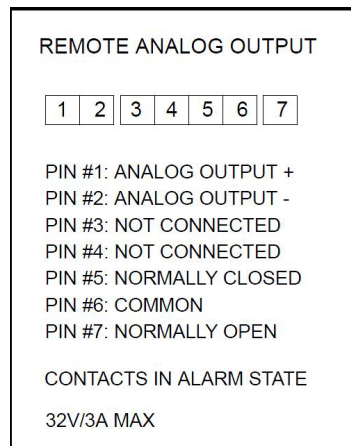 REMOTE ANALOG OUTPUT
1 2 3 4 5 6 7
PIN #1: ANALOG OUTPUT +
PIN #2: ANALOG OUTPUT -
PIN #3: NOT CONNECTED
PIN #4: NOT CONNECTED
PIN #5: NORMALLY CLOSED
PIN #6: COMMON
PIN #7: NORMALLY OPEN
CONTACTS IN ALARM STATE
32V/3A MAX